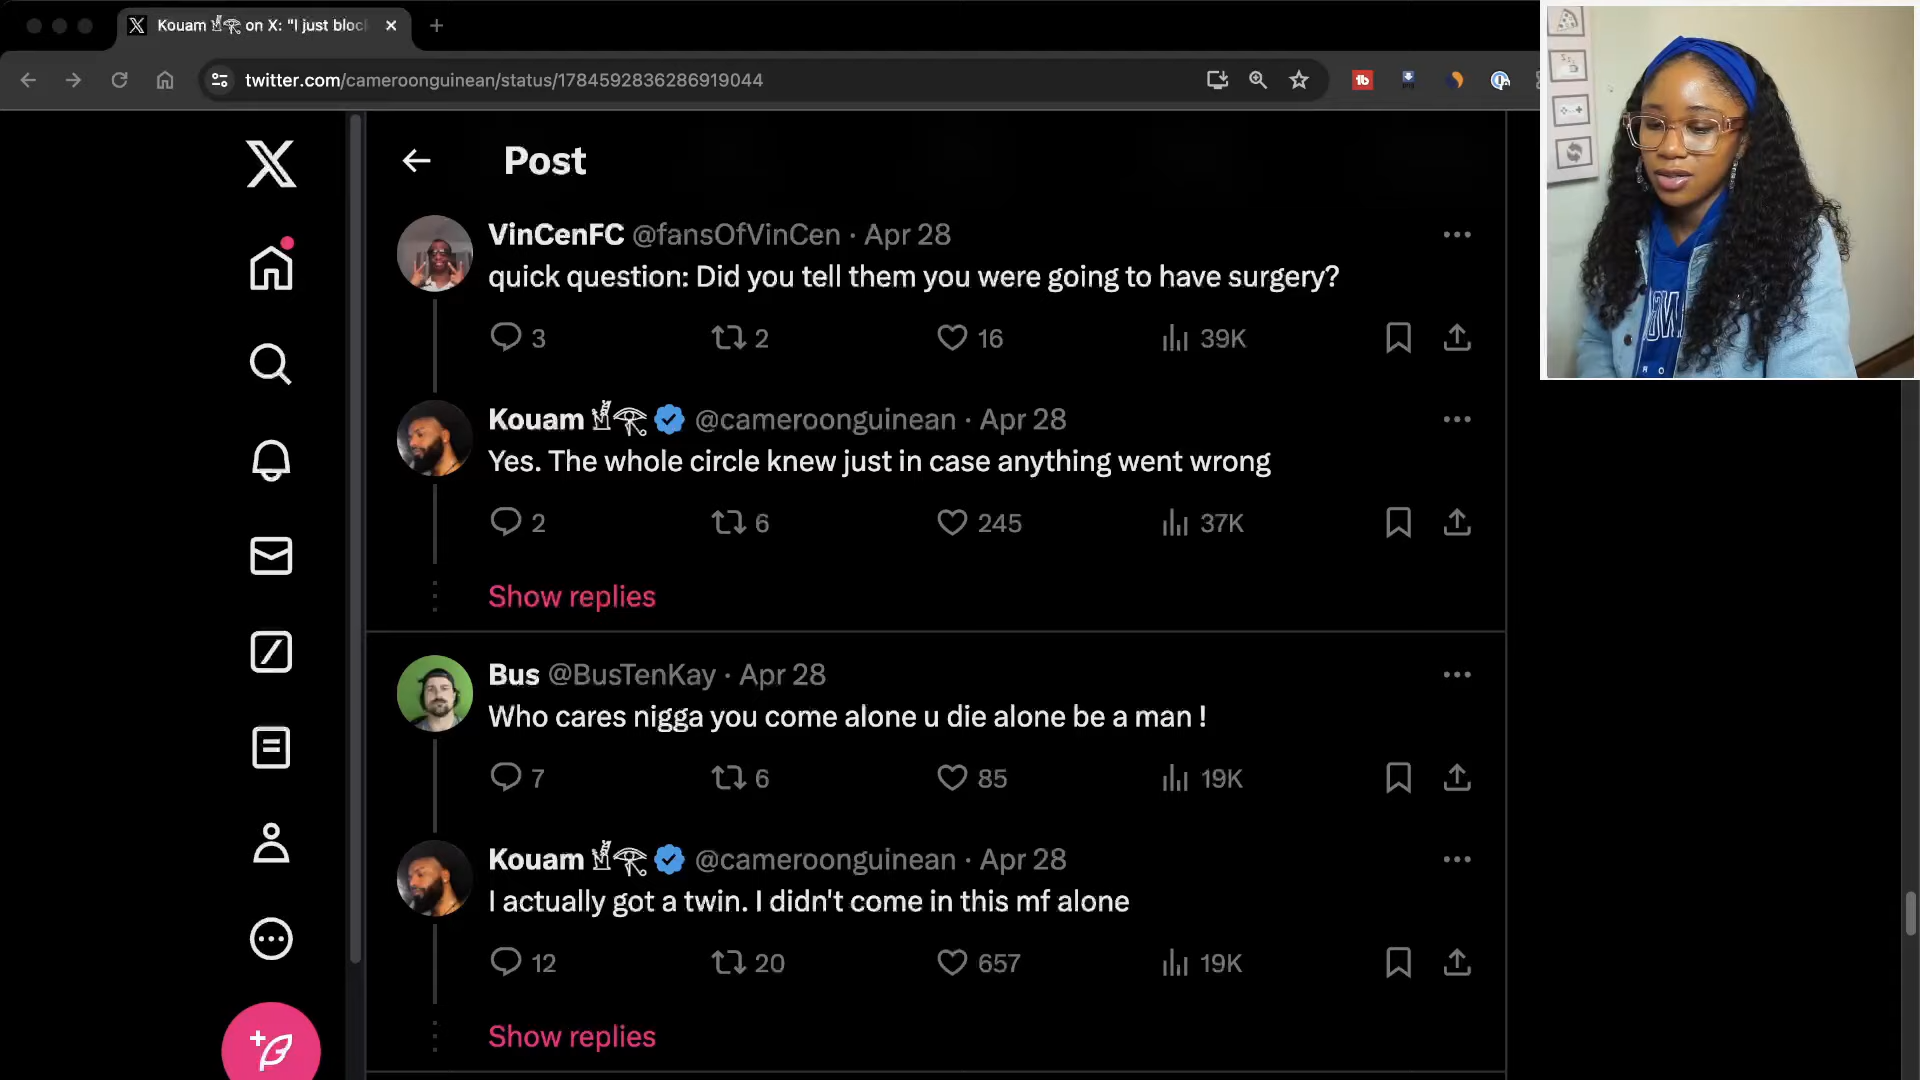 Kouam on X: "I just bloc
twitter.com/cameroonguinean/status/1784592836286919044
Post
VinCenFC @fansOfVinCen · Apr 28
quick question: Did you tell them you were going to have surgery?
3 2 16 39K
Kouam @cameroonguinean · Apr 28
Yes. The whole circle knew just in case anything went wrong
2 6 245 37K
Show replies
Bus @BusTenKay · Apr 28
Who cares nigga you come alone u die alone be a man !
7 6 85 19K
Kouam @cameroonguinean · Apr 28
I actually got a twin. I didn't come in this mf alone
12 20 657 19K
Show replies